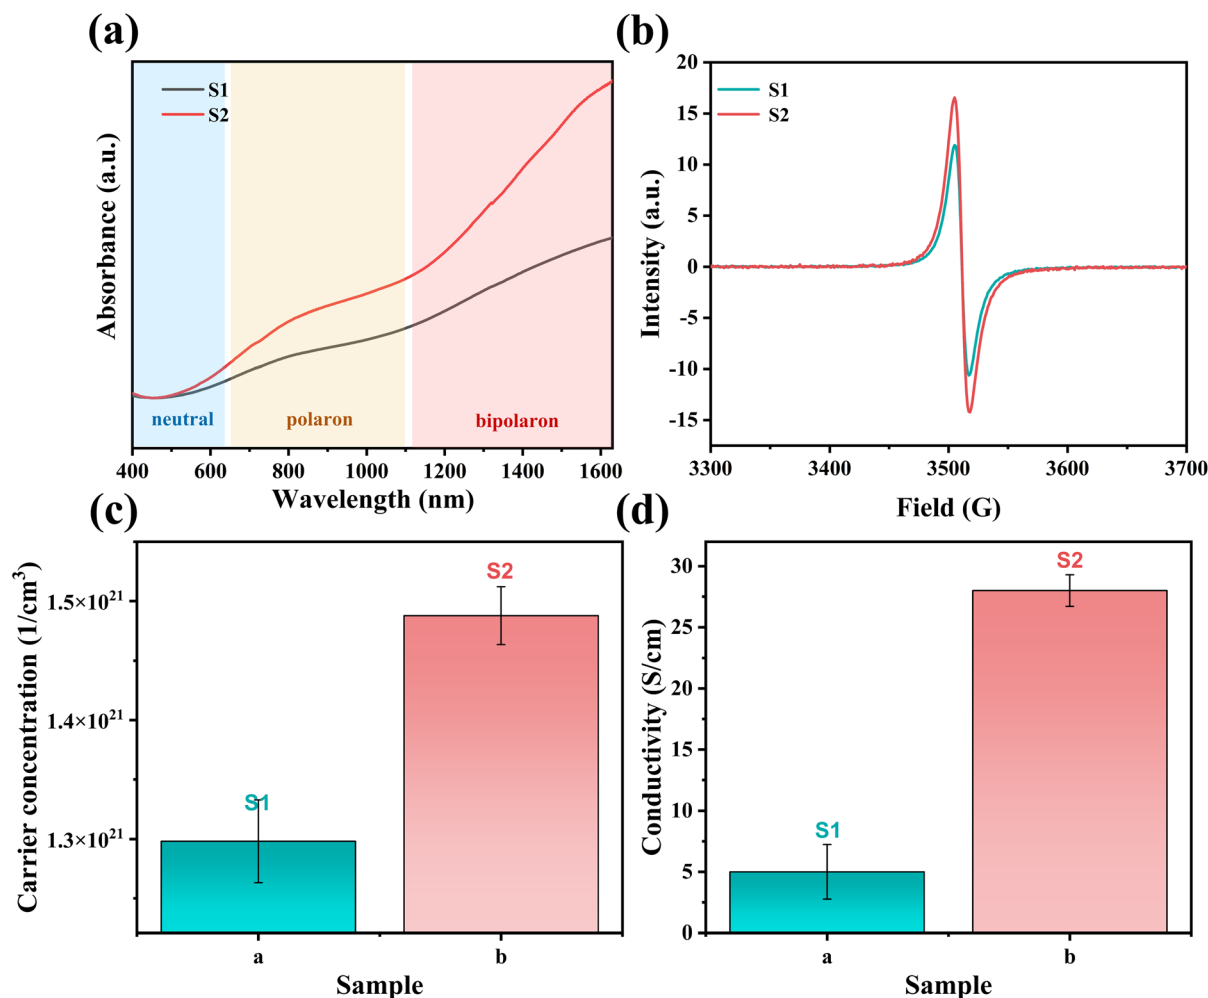 (a)
Absorbance (a.u.)
S1
S2
neutral
polaron
bipolaron
400 600 800 1000 1200 1400 1600
Wavelength (nm)
(b)
Intensity (a.u.)
20
15
10
5
0
-5
-10
-15
S1
S2
3300 3400 3500 3600 3700
Field (G)
(c)
Carrier concentration (1/cm³)
1.5×10²¹
1.4×10²¹
1.3×10²¹
S1
S2
a b
Sample
(d)
Conductivity (S/cm)
30
25
20
15
10
5
0
S1
S2
a b
Sample